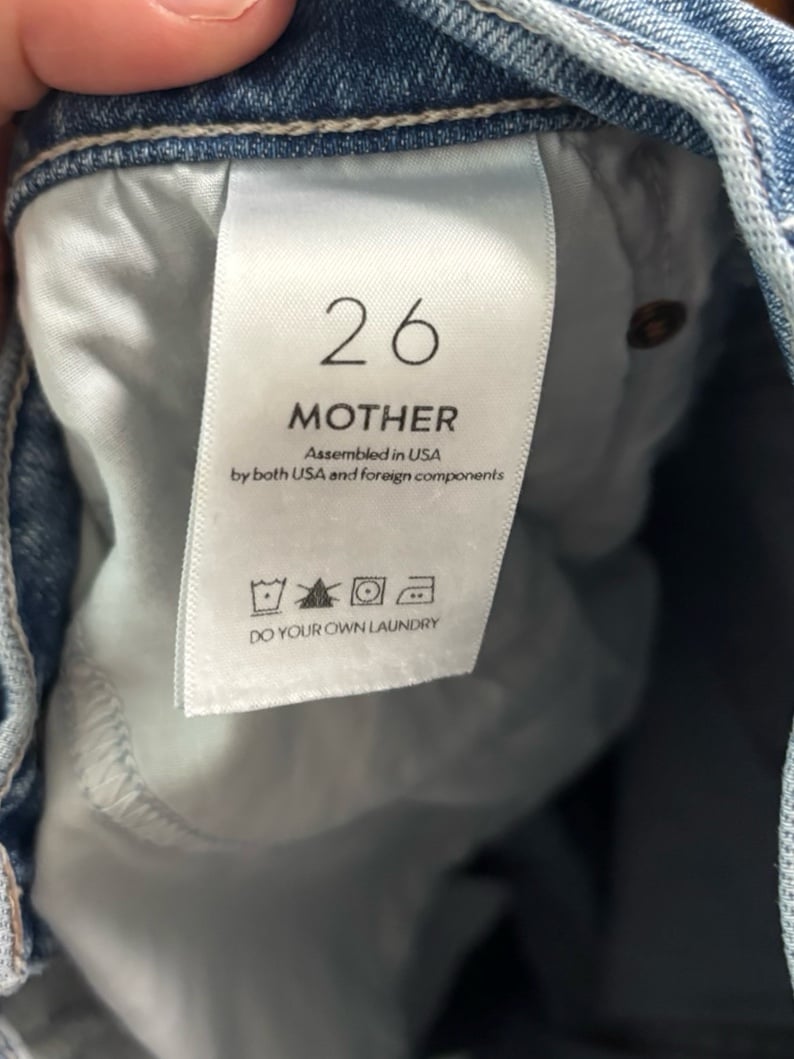 26
MOTHER
Assembled in USA
by both USA and foreign components
DO YOUR OWN LAUNDRY